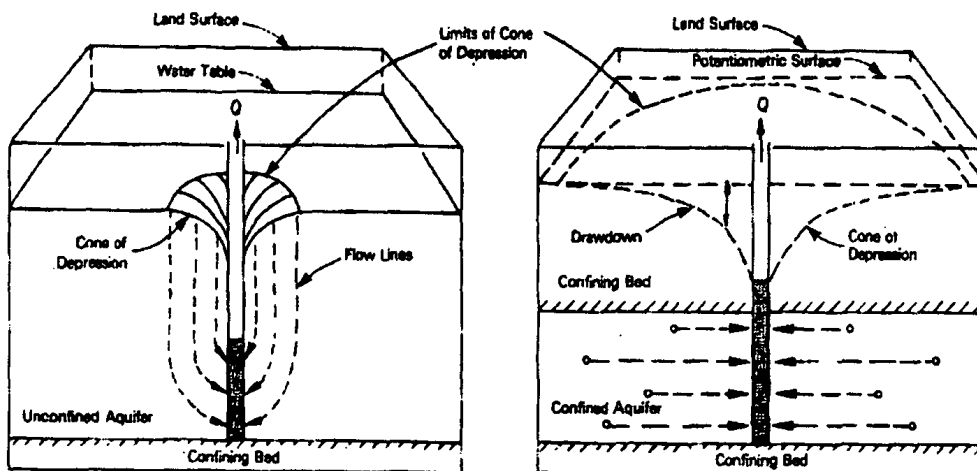 Land Surface
Water Table
Q
Limits of Cone
of Depression
Cone of
Depression
Flow Lines
Unconfined Aquifer
Confining Bed
Land Surface
Potentiometric Surface
Q
Drawdown
Cone of
Depression
Confining Bed
Confined Aquifer
Confining Bed